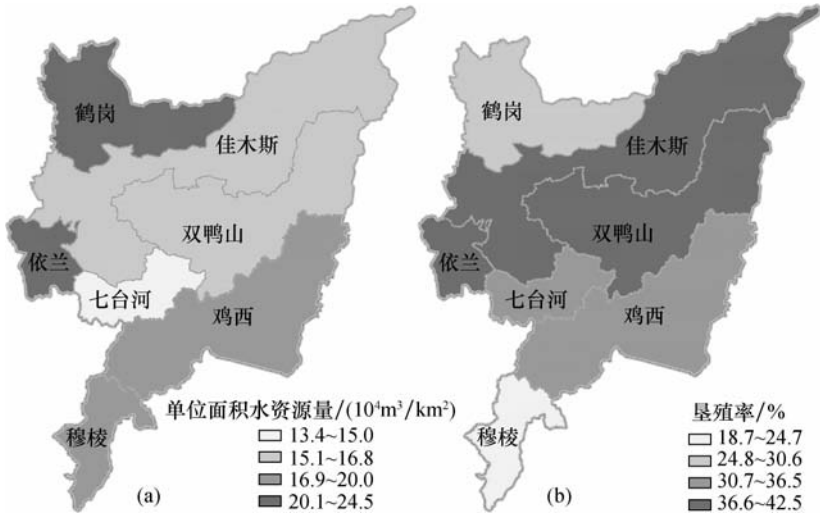 鹤岗
佳木斯
双鸭山
依兰
七台河
鸡西
穆棱
单位面积水资源量/(10⁴m³/km²)
13.4~15.0
15.1~16.8
16.9~20.0
20.1~24.5
(a)
鹤岗
佳木斯
双鸭山
依兰
七台河
鸡西
穆棱
垦殖率/%
18.7~24.7
24.8~30.6
30.7~36.5
36.6~42.5
(b)